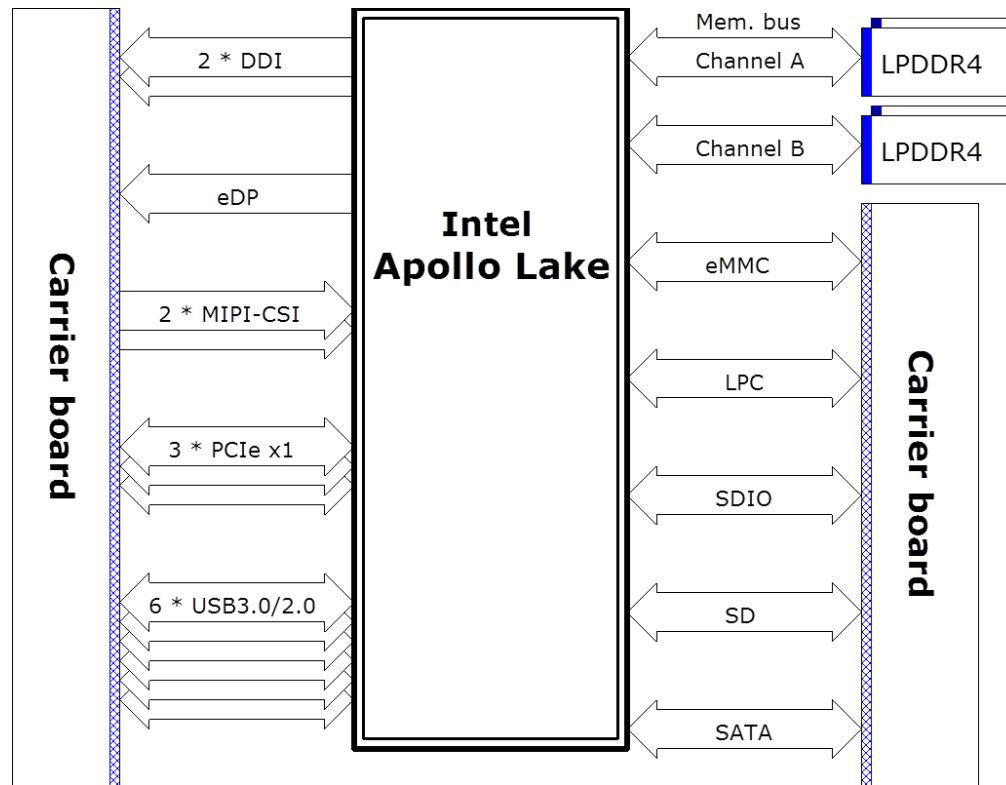 Carrier board
2 * DDI
eDP
2 * MIPI-CSI
3 * PCIe x1
6 * USB3.0/2.0
Intel
Apollo Lake
Mem. bus
Channel A
Channel B
eMMC
LPC
SDIO
SD
SATA
LPDDR4
LPDDR4
Carrier board